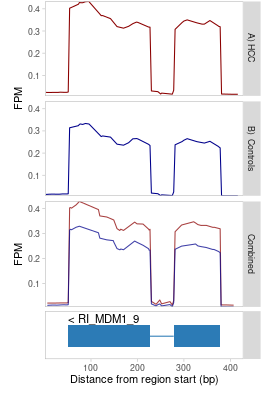 0.4
0.3
0.2
0.1
FPM
A) HCC
0.4
0.3
0.2
0.1
B) Controls
0.4
0.3
0.2
0.1
FPM
Combined
< RI_MDM1_9
100
200
300
400
Distance from region start (bp)